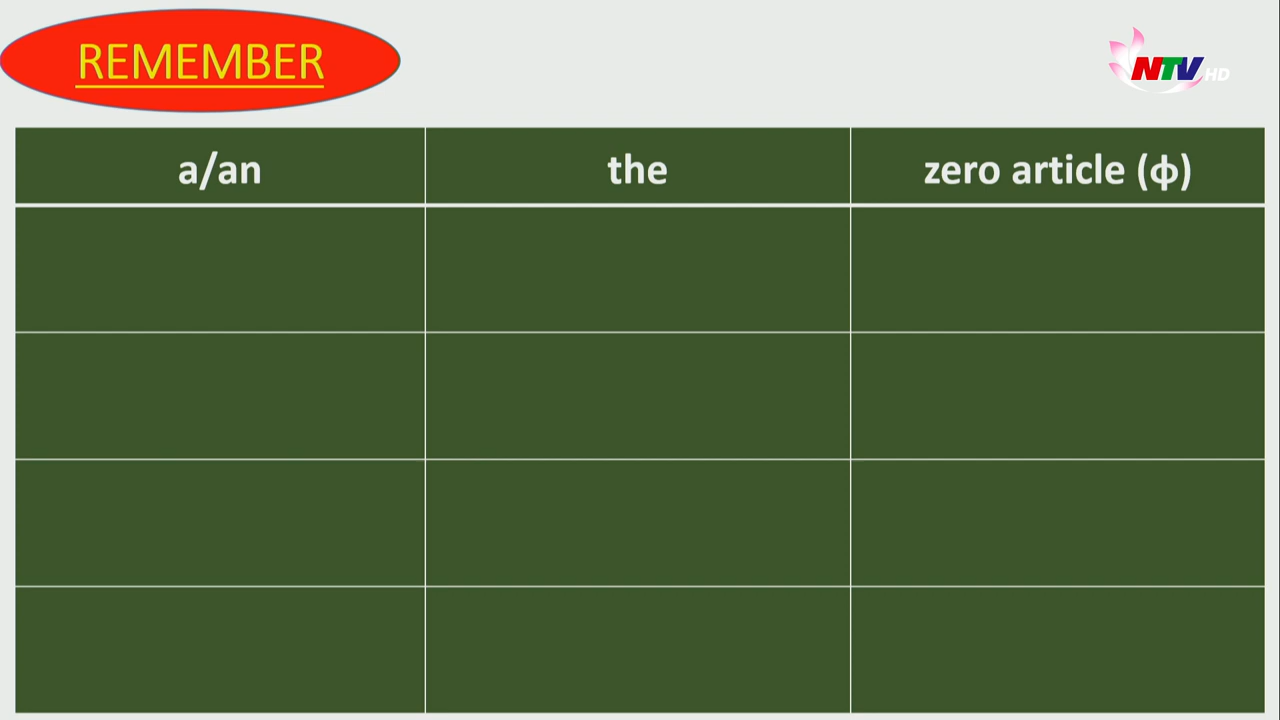 REMEMBER
NTV HD
a/an
the
zero article (ф)